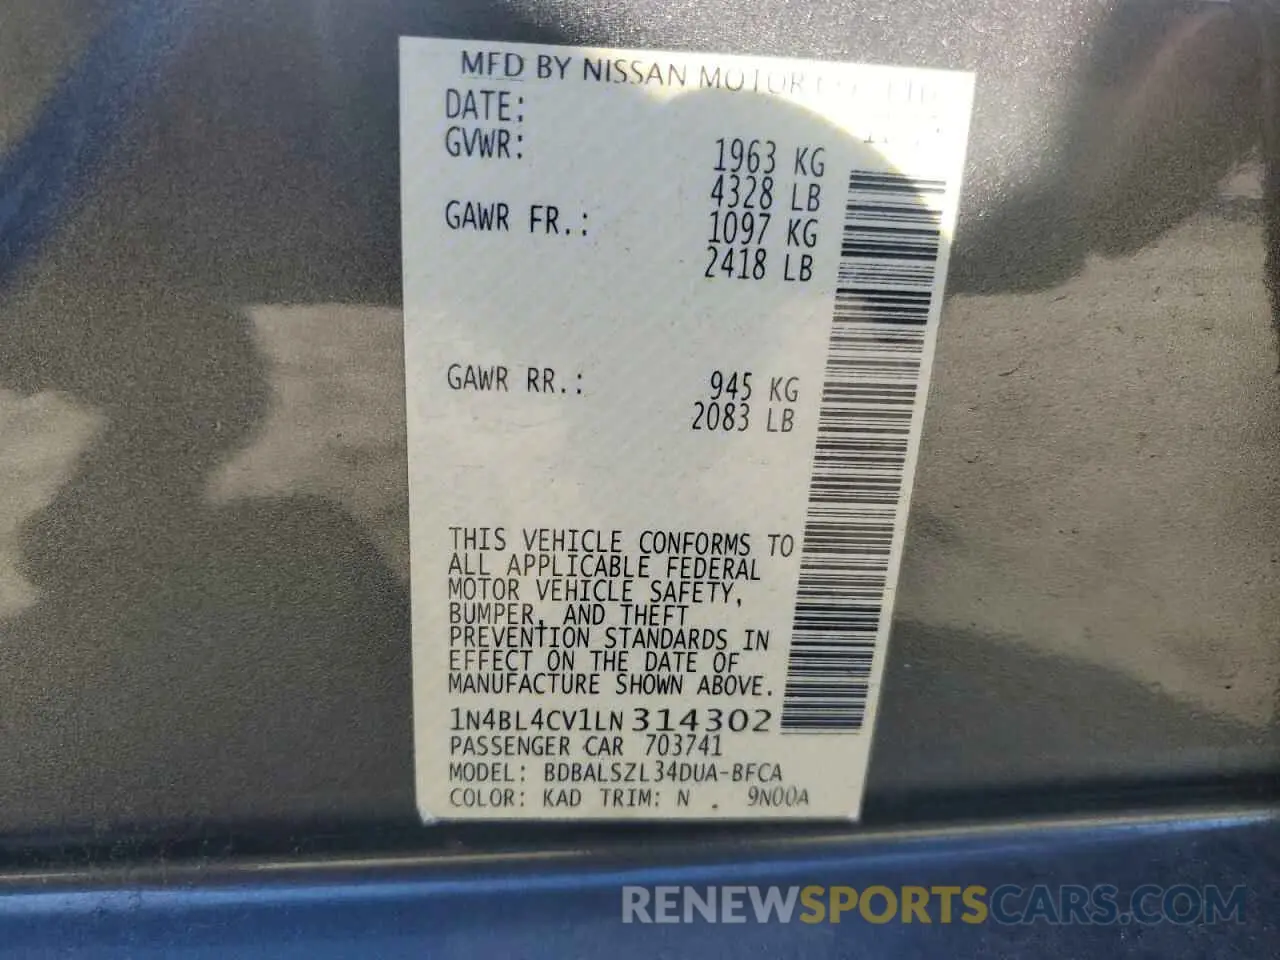 MFD BY NISSAN MOTOR
DATE:
GVWR: 1963 KG
4328 LB
GAWR FR.: 1097 KG
2418 LB
GAWR RR.: 945 KG
2083 LB
THIS VEHICLE CONFORMS TO
ALL APPLICABLE FEDERAL
MOTOR VEHICLE SAFETY,
BUMPER, AND THEFT
PREVENTION STANDARDS IN
EFFECT ON THE DATE OF
MANUFACTURE SHOWN ABOVE.
1N4BL4CV1LN314302
PASSENGER CAR 703741
MODEL: BDBALSZL34DUA-BFCA
COLOR: KAD TRIM: N . 9N00A
RENEWSPORTSCARS.COM